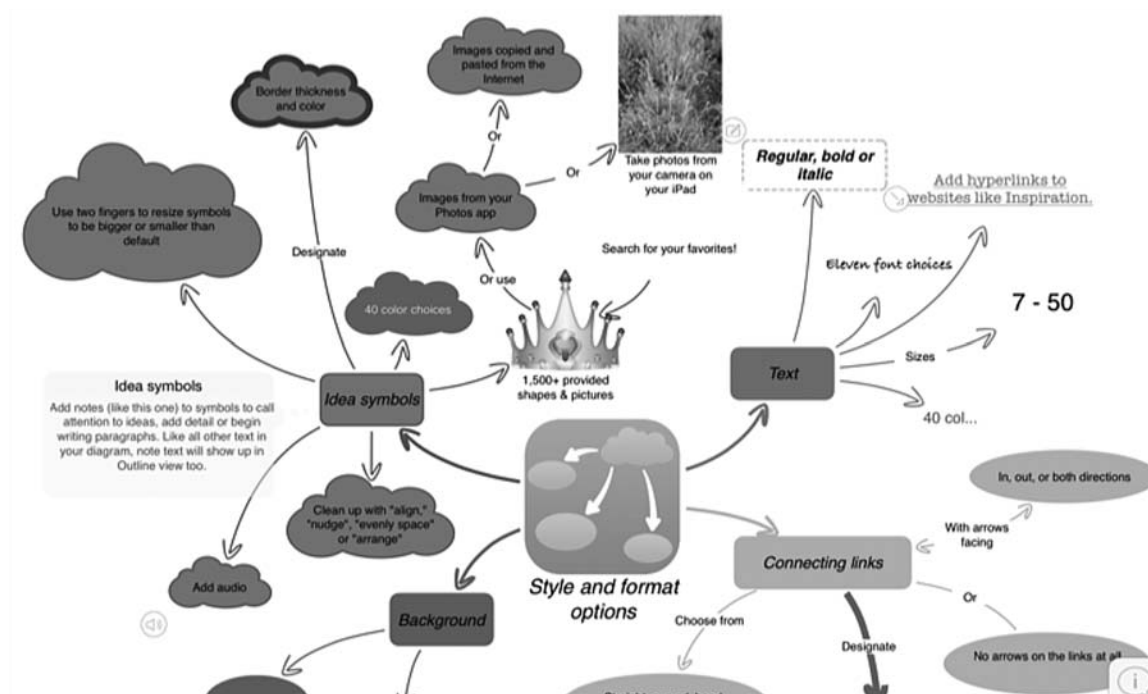 Images copied and
pasted from the
Internet
Border thickness
and color
Or
Or
Take photos from
your camera on
your iPad
Regular, bold or
italic
Add hyperlinks to
websites like Inspiration.
Images from your
Photos app
Use two fingers to resize symbols
to be bigger or smaller than
default
Designate
Search for your favorites!
Eleven font choices
Or use
7 - 50
40 color choices
Sizes
Text
1,500+ provided
shapes & pictures
Idea symbols
Idea symbols
Add notes (like this one) to symbols to call
attention to ideas, add detail or begin
writing paragraphs. Like all other text in
your diagram, note text will show up in
Outline view too.
40 col...
In, out, or both directions
Clean up with "align,"
"nudge", "evenly space"
or "arrange"
With arrows
facing
Connecting links
Add audio
Style and format
options
Or
Background
Choose from
Designate
No arrows on the links at all